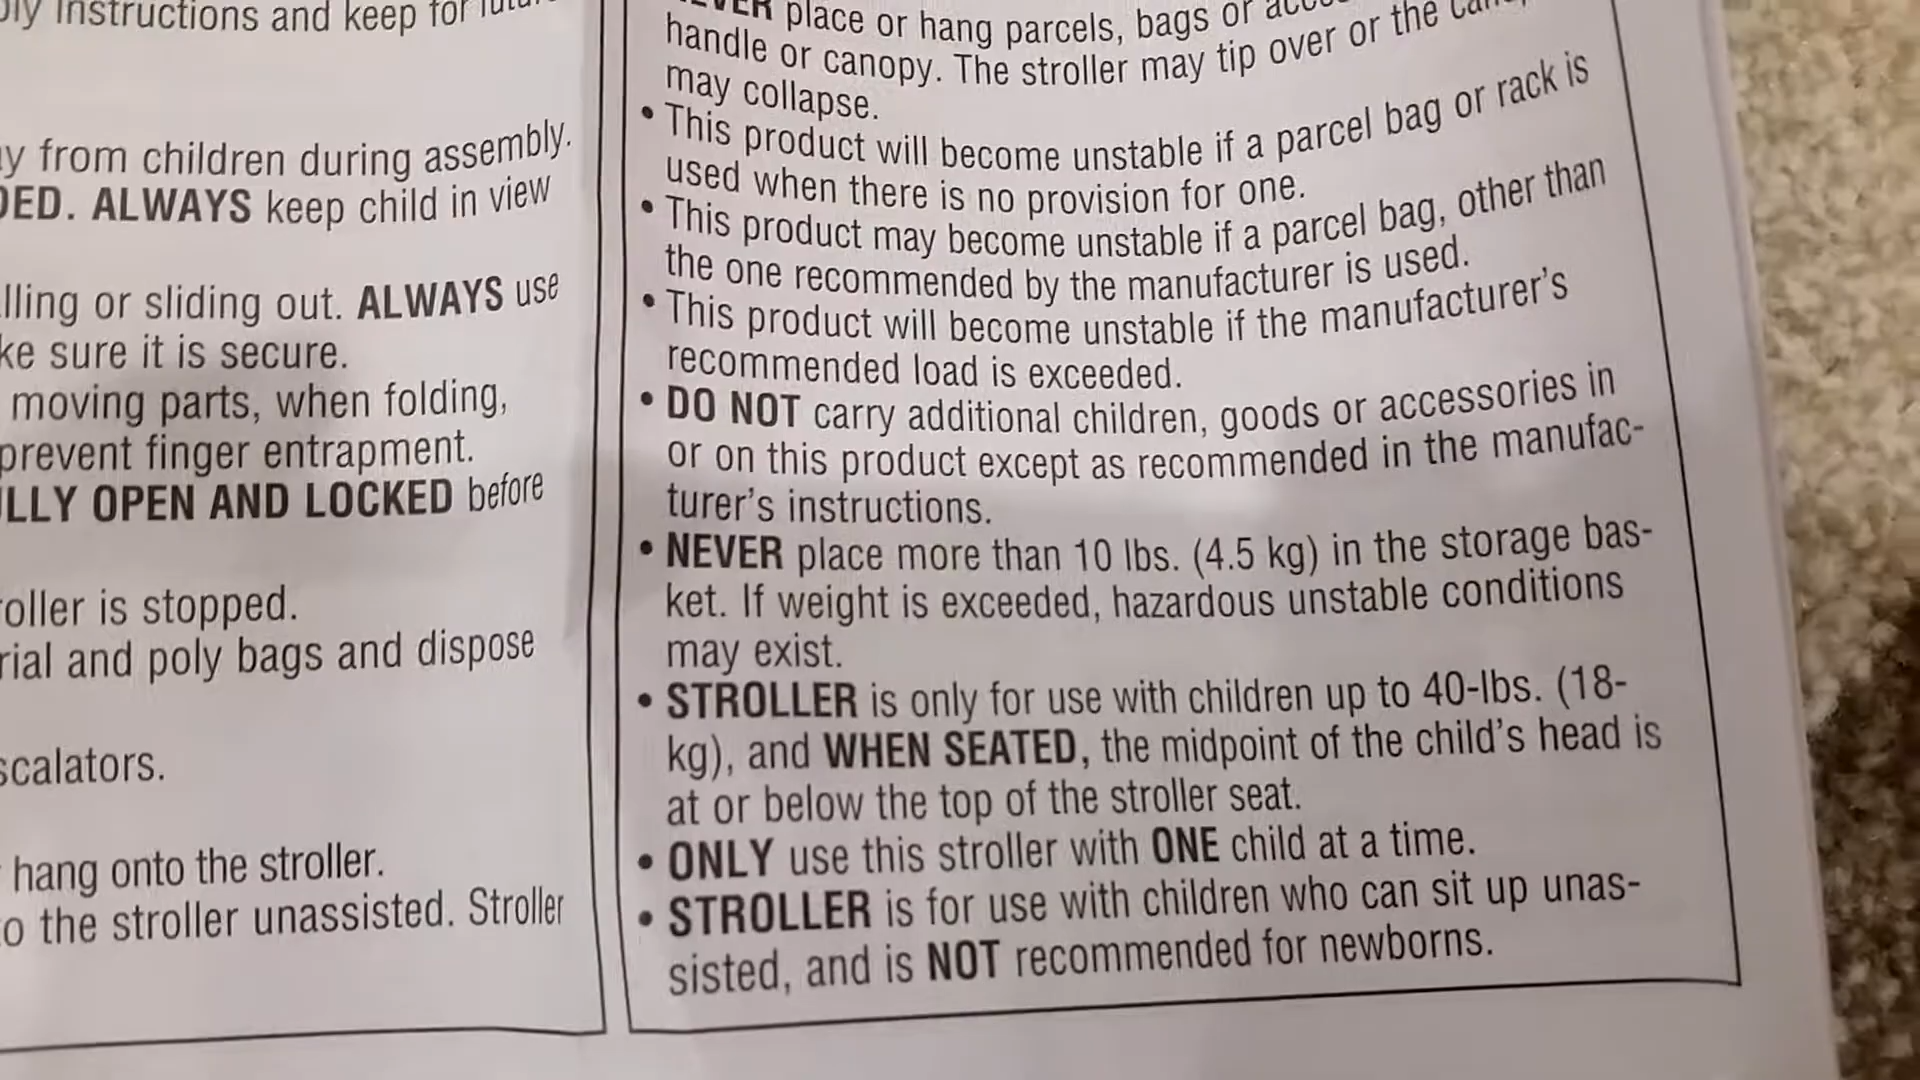 instructions and keep for
from children during assembly.
ALWAYS keep child in view
or sliding out. ALWAYS use
sure it is secure.
moving parts, when folding,
prevent finger entrapment.
OPEN AND LOCKED before
is stopped.
and poly bags and dispose
hang onto the stroller.
the stroller unassisted. Stroller
place or hang parcels, bags or
handle or canopy. The stroller may tip over or the
may collapse.
• This product will become unstable if a parcel bag or rack is
used when there is no provision for one.
• This product may become unstable if a parcel bag, other than
the one recommended by the manufacturer is used.
• This product will become unstable if the manufacturer's
recommended load is exceeded.
• DO NOT carry additional children, goods or accessories in
or on this product except as recommended in the manufac-
turer's instructions.
• NEVER place more than 10 lbs. (4.5 kg) in the storage bas-
ket. If weight is exceeded, hazardous unstable conditions
may exist.
• STROLLER is only for use with children up to 40-lbs. (18-
kg), and WHEN SEATED, the midpoint of the child's head is
at or below the top of the stroller seat.
• ONLY use this stroller with ONE child at a time.
• STROLLER is for use with children who can sit up unas-
sisted, and is NOT recommended for newborns.